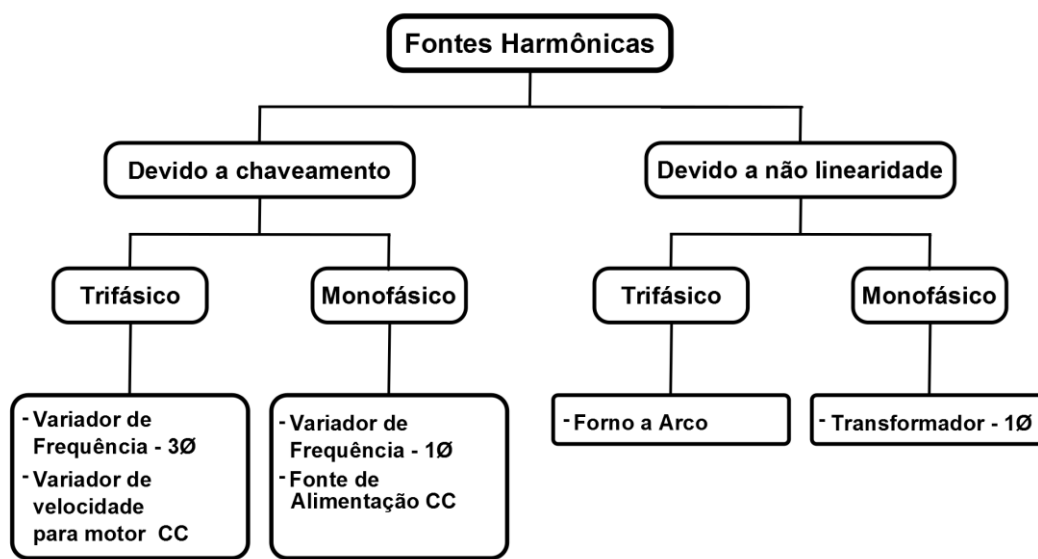 Fontes Harmônicas
Devido a chaveamento
Devido a não linearidade
Trifásico
Monofásico
Trifásico
Monofásico
- Variador de
Frequência - 3Ø
- Variador de
velocidade
para motor CC
- Variador de
Frequência - 1Ø
- Fonte de
Alimentação CC
- Forno a Arco
- Transformador - 1Ø